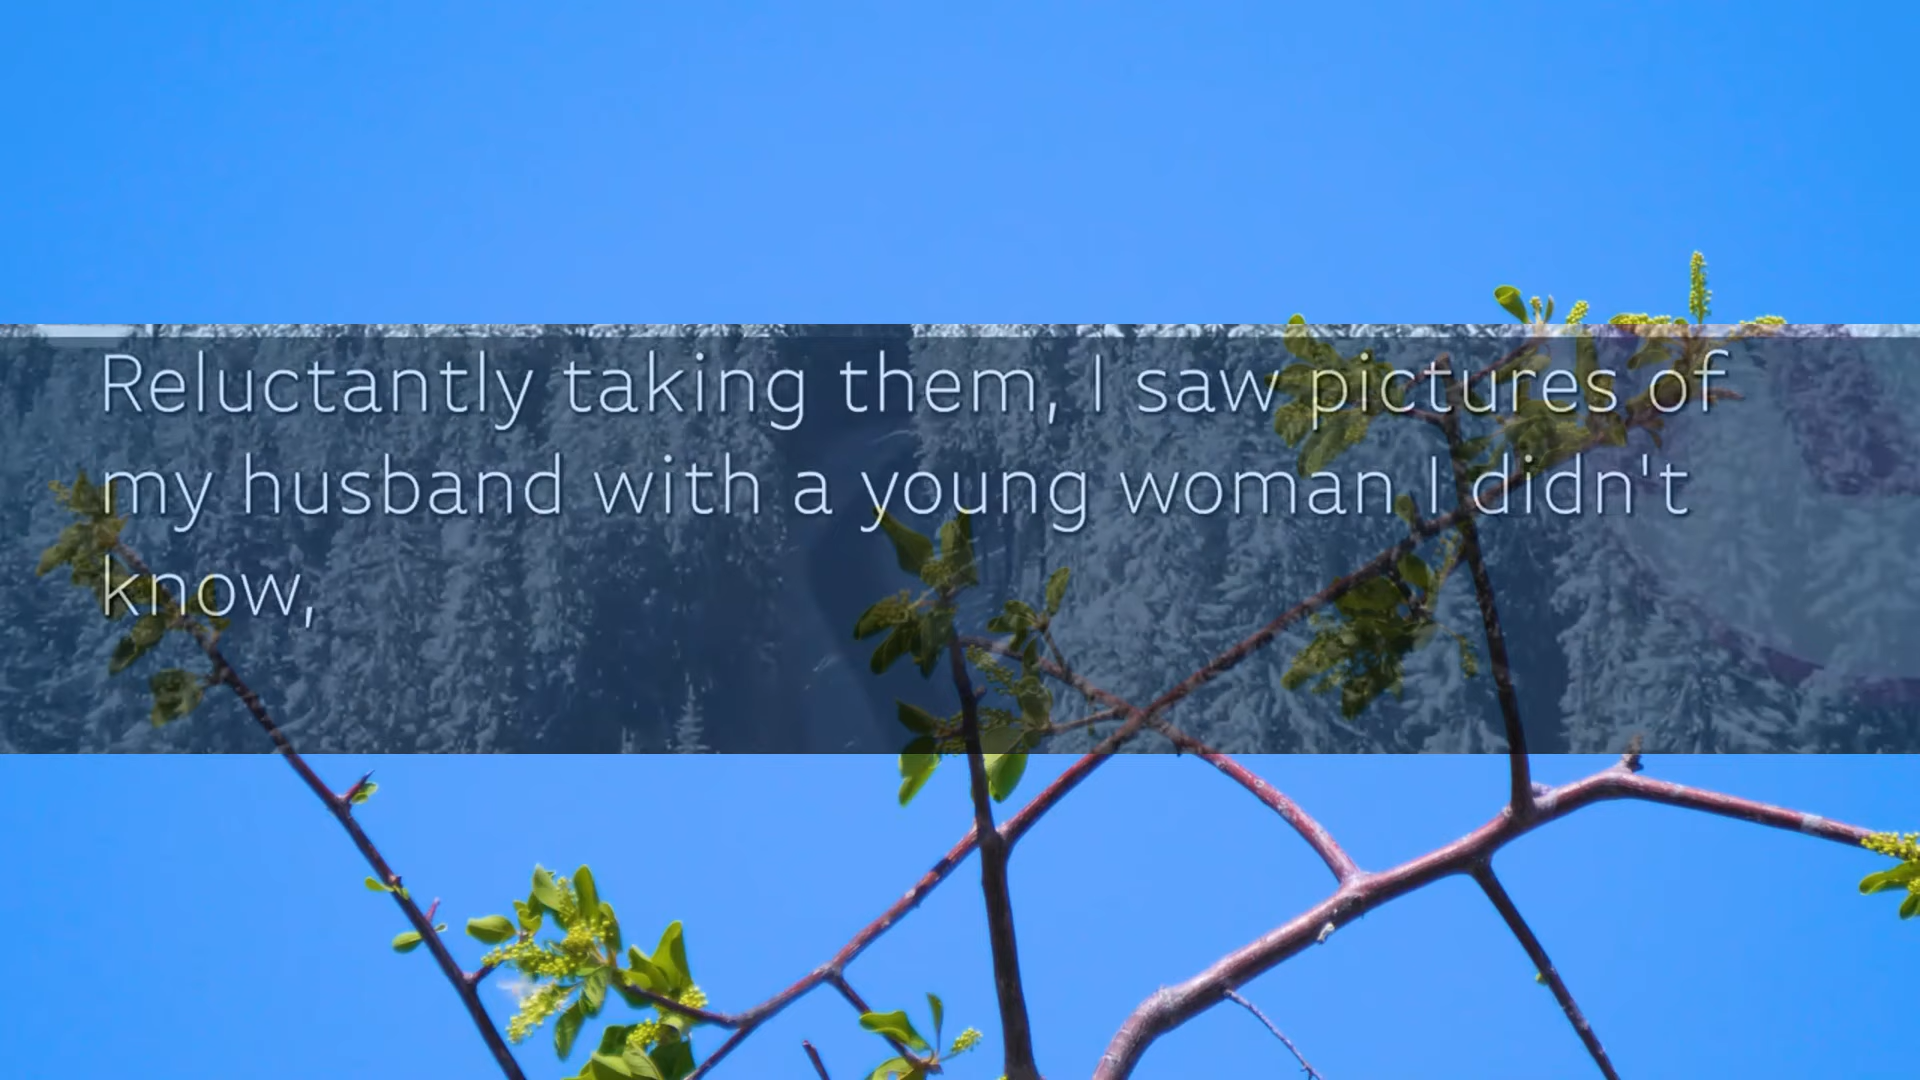 Reluctantly taking them, I saw pictures of
my husband with a young woman I didn't
know,